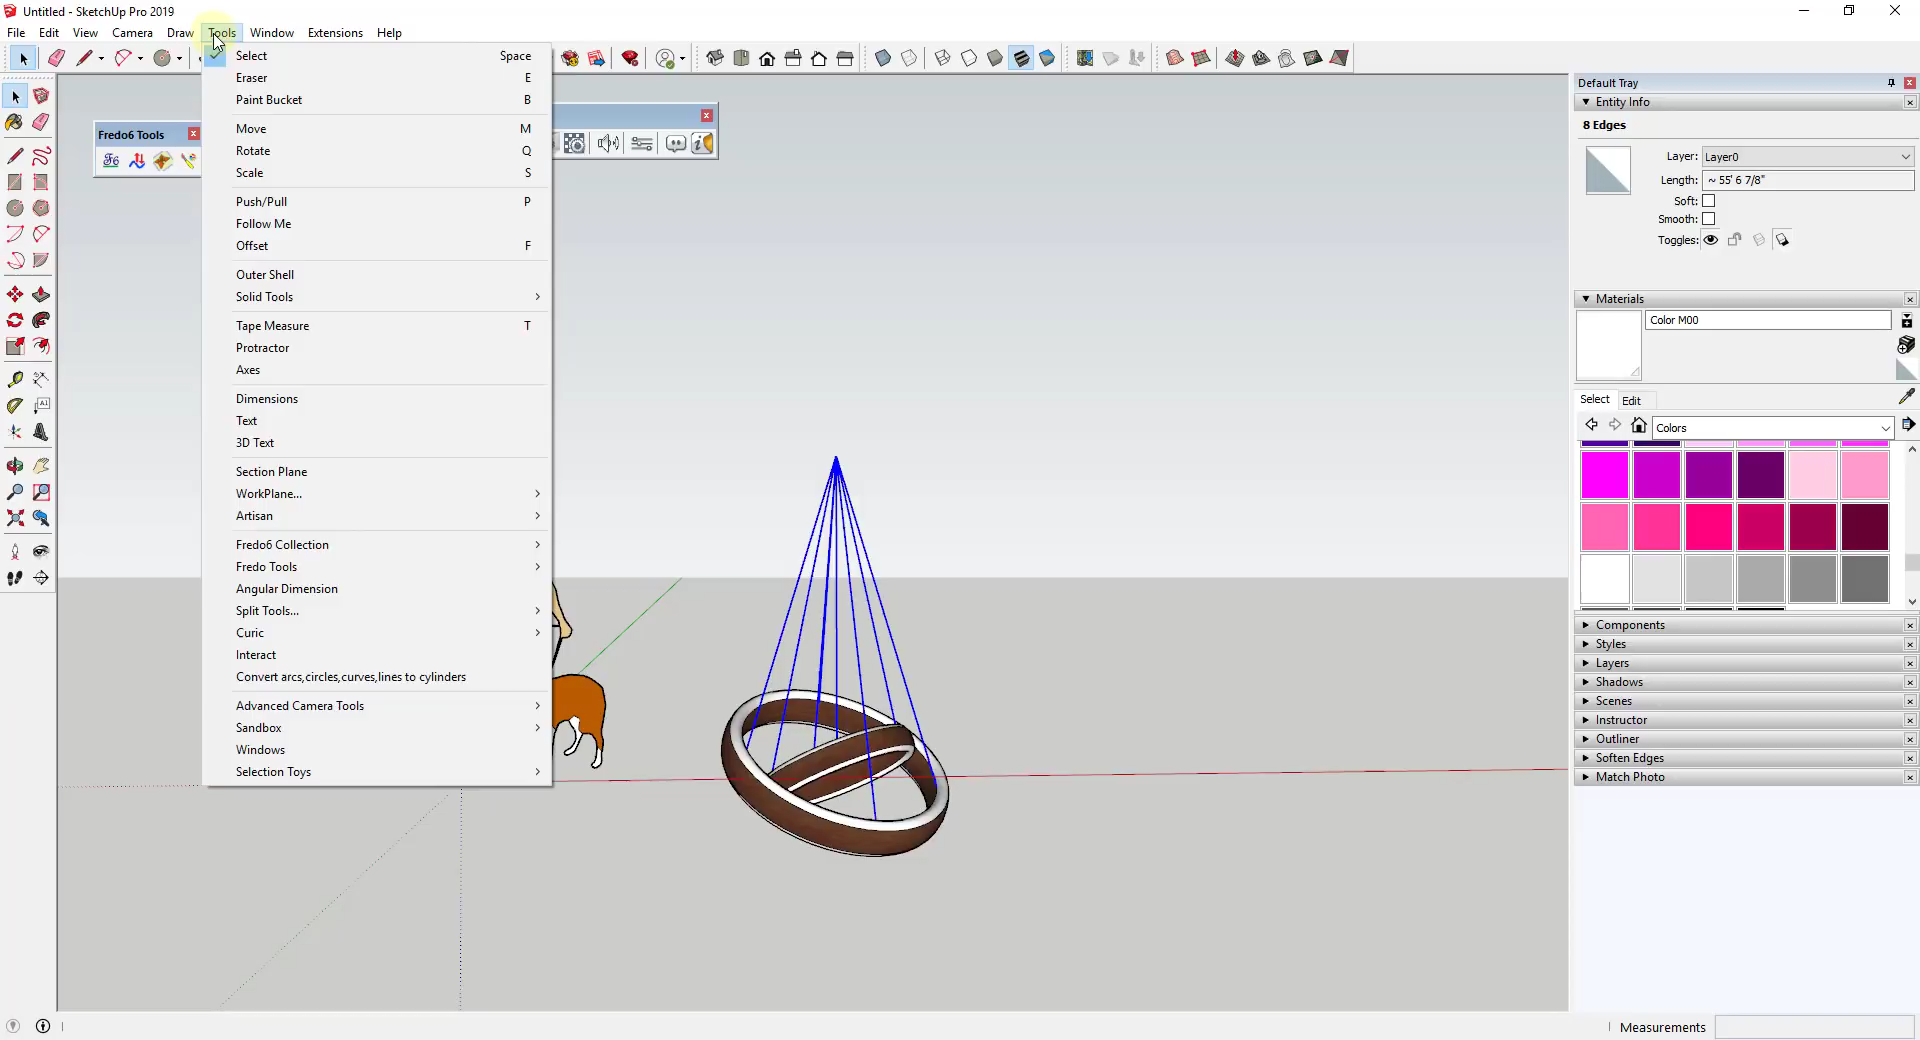 Untitled - SketchUp Pro 2019
File Edit View Camera Draw Tools Window Extensions Help
Select Space
Eraser E
Paint Bucket B
Move M
Rotate Q
Scale S
Push/Pull P
Follow Me
Offset F
Outer Shell
Solid Tools
Tape Measure T
Protractor
Axes
Dimensions
Text
3D Text
Section Plane
WorkPlane...
Artisan
Fredo6 Collection
Fredo Tools
Angular Dimension
Split Tools...
Curic
Interact
Convert arcs,circles,curves,lines to cylinders
Advanced Camera Tools
Sandbox
Windows
Selection Toys
Fredo6 Tools
Default Tray
Entity Info
8 Edges
Layer: Layer0
Length: ~ 55' 6 7/8"
Soft:
Smooth:
Toggles:
Materials
Color M00
Select Edit
Colors
Components
Styles
Layers
Shadows
Scenes
Instructor
Outliner
Soften Edges
Match Photo
Measurements